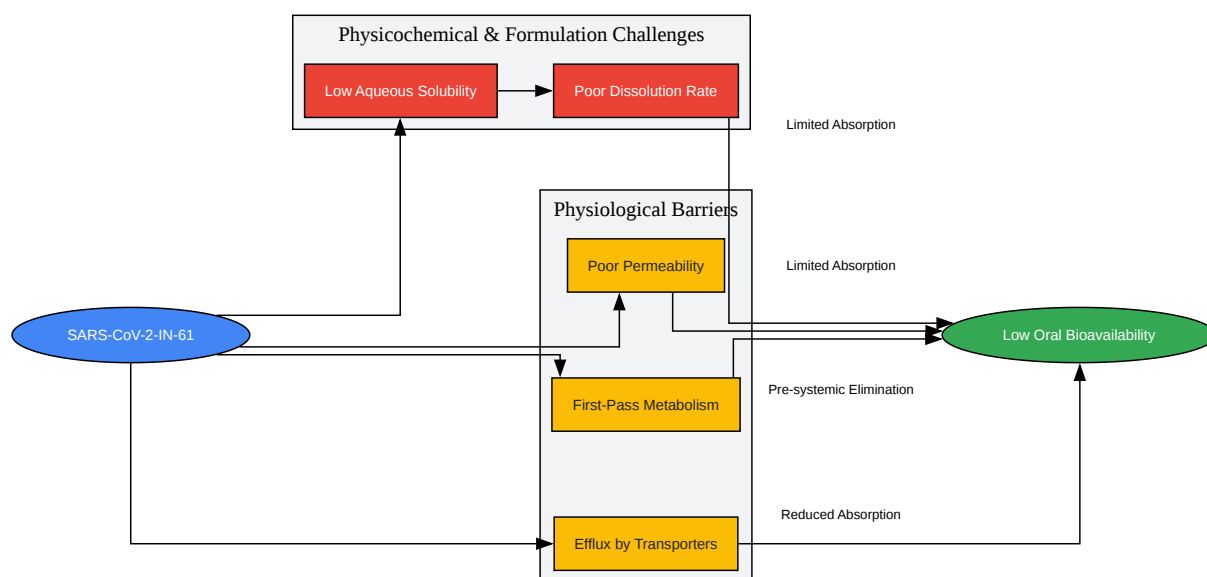 Physicochemical & Formulation Challenges
Low Aqueous Solubility
Poor Dissolution Rate
Limited Absorption
Physiological Barriers
Poor Permeability
Limited Absorption
SARS-CoV-2-IN-61
Low Oral Bioavailability
First-Pass Metabolism
Pre-systemic Elimination
Reduced Absorption
Efflux by Transporters